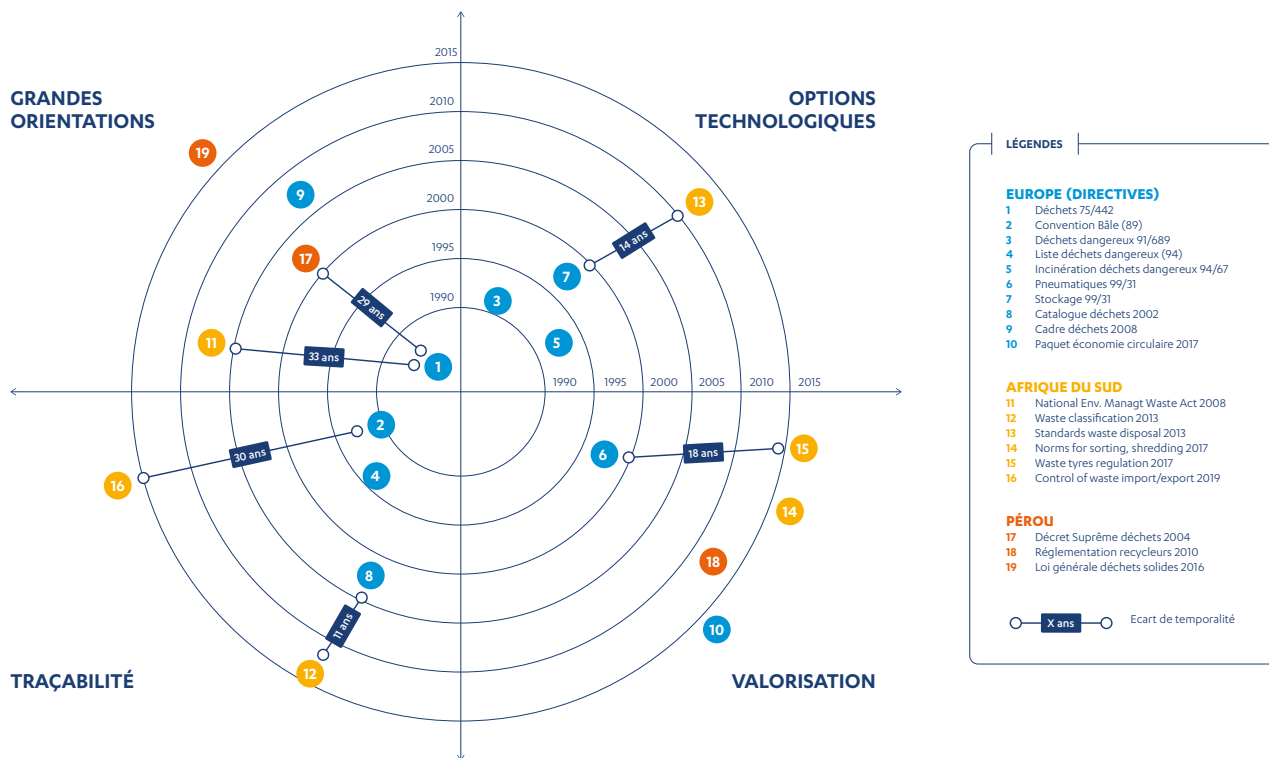 GRANDES
ORIENTATIONS
OPTIONS
TECHNOLOGIQUES
2015
2010
2005
2000
1995
1990
19
9
17
11
1
29 ans
33 ans
13
7
3
5
14 ans
1990
1995
2000
2005
2010
2015
2
4
16
8
12
30 ans
11 ans
6
15
14
18
10
18 ans
TRAÇABILITÉ
VALORISATION
LÉGENDES
EUROPE (DIRECTIVES)
1 Déchets 75/442
2 Convention Bâle (89)
3 Déchets dangereux 91/689
4 Liste déchets dangereux (94)
5 Incinération déchets dangereux 94/67
6 Pneumatiques 99/31
7 Stockage 99/31
8 Catalogue déchets 2002
9 Cadre déchets 2008
10 Paquet économie circulaire 2017
AFRIQUE DU SUD
11 National Env. Managt Waste Act 2008
12 Waste classification 2013
13 Standards waste disposal 2013
14 Norms for sorting, shredding 2017
15 Waste tyres regulation 2017
16 Control of waste import/export 2019
PÉROU
17 Décret Suprême déchets 2004
18 Réglementation recycleurs 2010
19 Loi générale déchets solides 2016
X ans
Ecart de temporalité